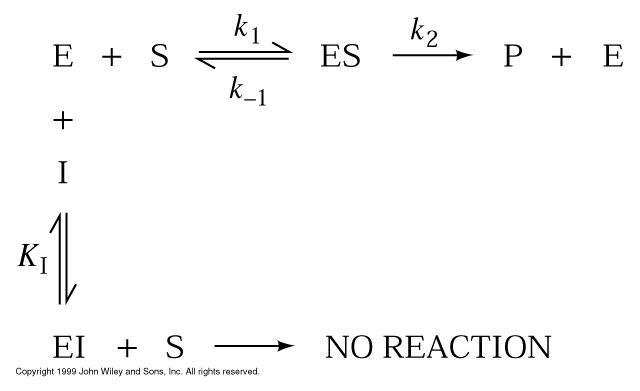 k1
E + S ES k2 P + E
k−1
+
I
KI
EI + S NO REACTION
Copyright 1999 John Wiley and Sons, Inc. All rights reserved.